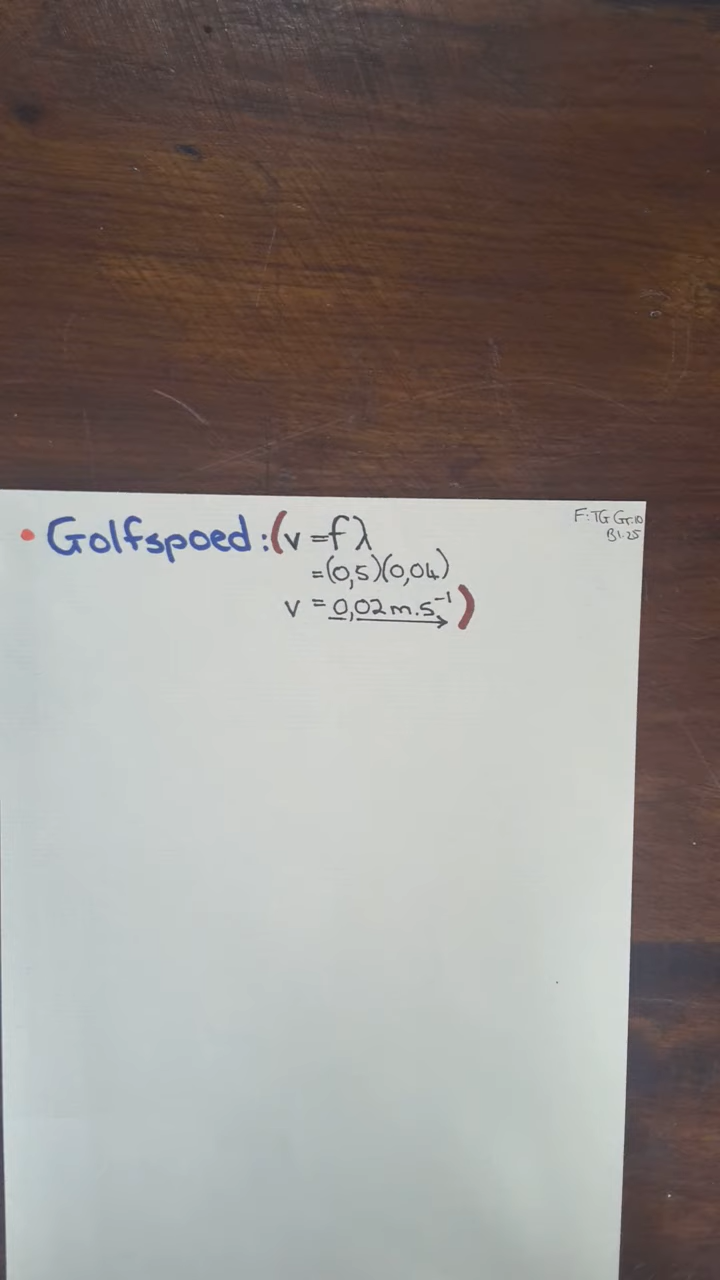 • Golfspoed: (v = fλ
= (0,5)(0,04)
v = 0,02 m.s⁻¹)
F: TG Gr.10
Bl. 25